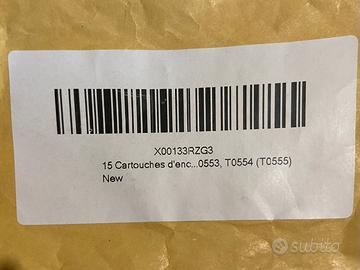 X00133RZG3
15 Cartouches d'enc...0553, T0554 (T0555)
New
subito